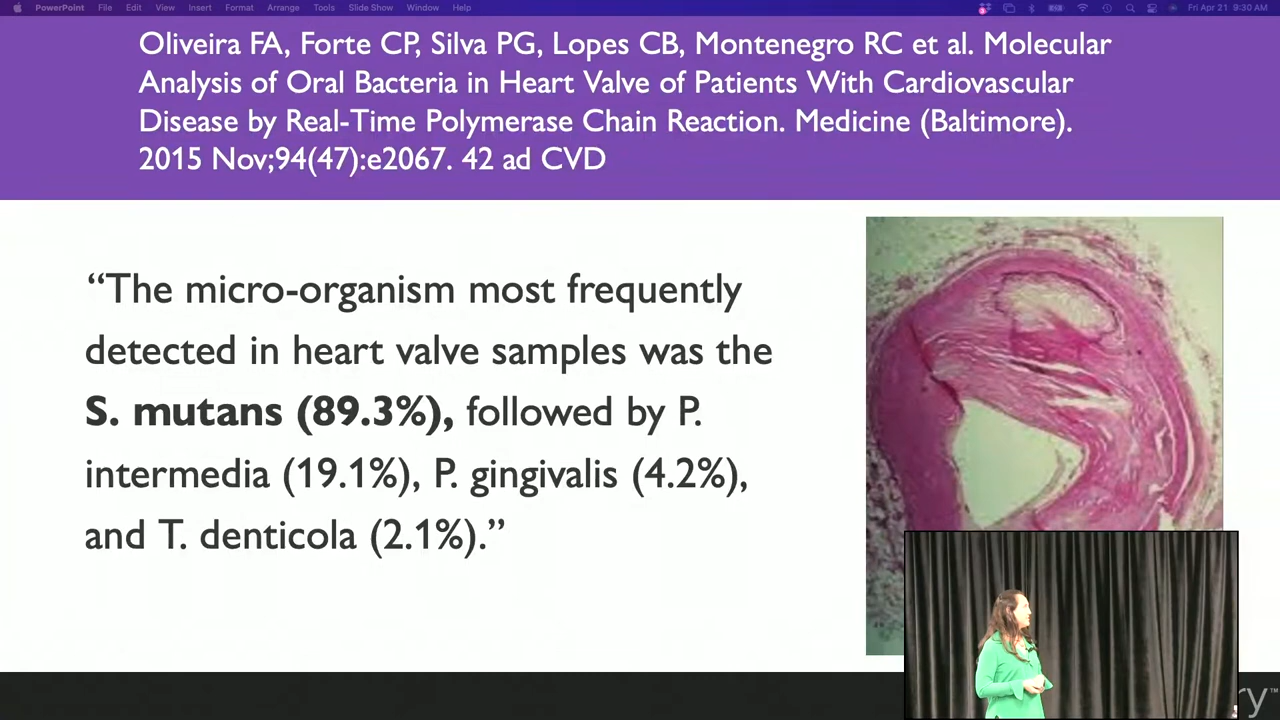 PowerPoint File Edit View Insert Format Arrange Tools Slide Show Window Help Fri Apr 21 9:30 AM
Oliveira FA, Forte CP, Silva PG, Lopes CB, Montenegro RC et al. Molecular
Analysis of Oral Bacteria in Heart Valve of Patients With Cardiovascular
Disease by Real-Time Polymerase Chain Reaction. Medicine (Baltimore).
2015 Nov;94(47):e2067. 42 ad CVD
“The micro-organism most frequently
detected in heart valve samples was the
S. mutans (89.3%), followed by P.
intermedia (19.1%), P. gingivalis (4.2%),
and T. denticola (2.1%).”
ry™